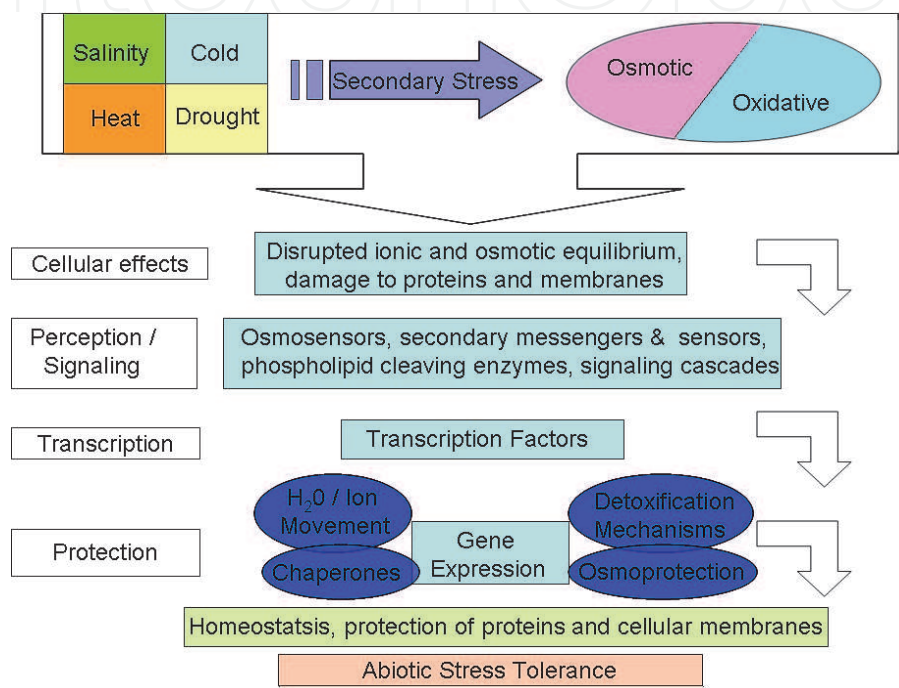 Salinity
Cold
Heat
Drought
Secondary Stress
Osmotic
Oxidative
Cellular effects
Disrupted ionic and osmotic equilibrium,
damage to proteins and membranes
Perception /
Signaling
Osmosensors, secondary messengers & sensors,
phospholipid cleaving enzymes, signaling cascades
Transcription
Transcription Factors
Protection
H₂0 / Ion
Movement
Chaperones
Gene
Expression
Detoxification
Mechanisms
Osmoprotection
Homeostatsis, protection of proteins and cellular membranes
Abiotic Stress Tolerance